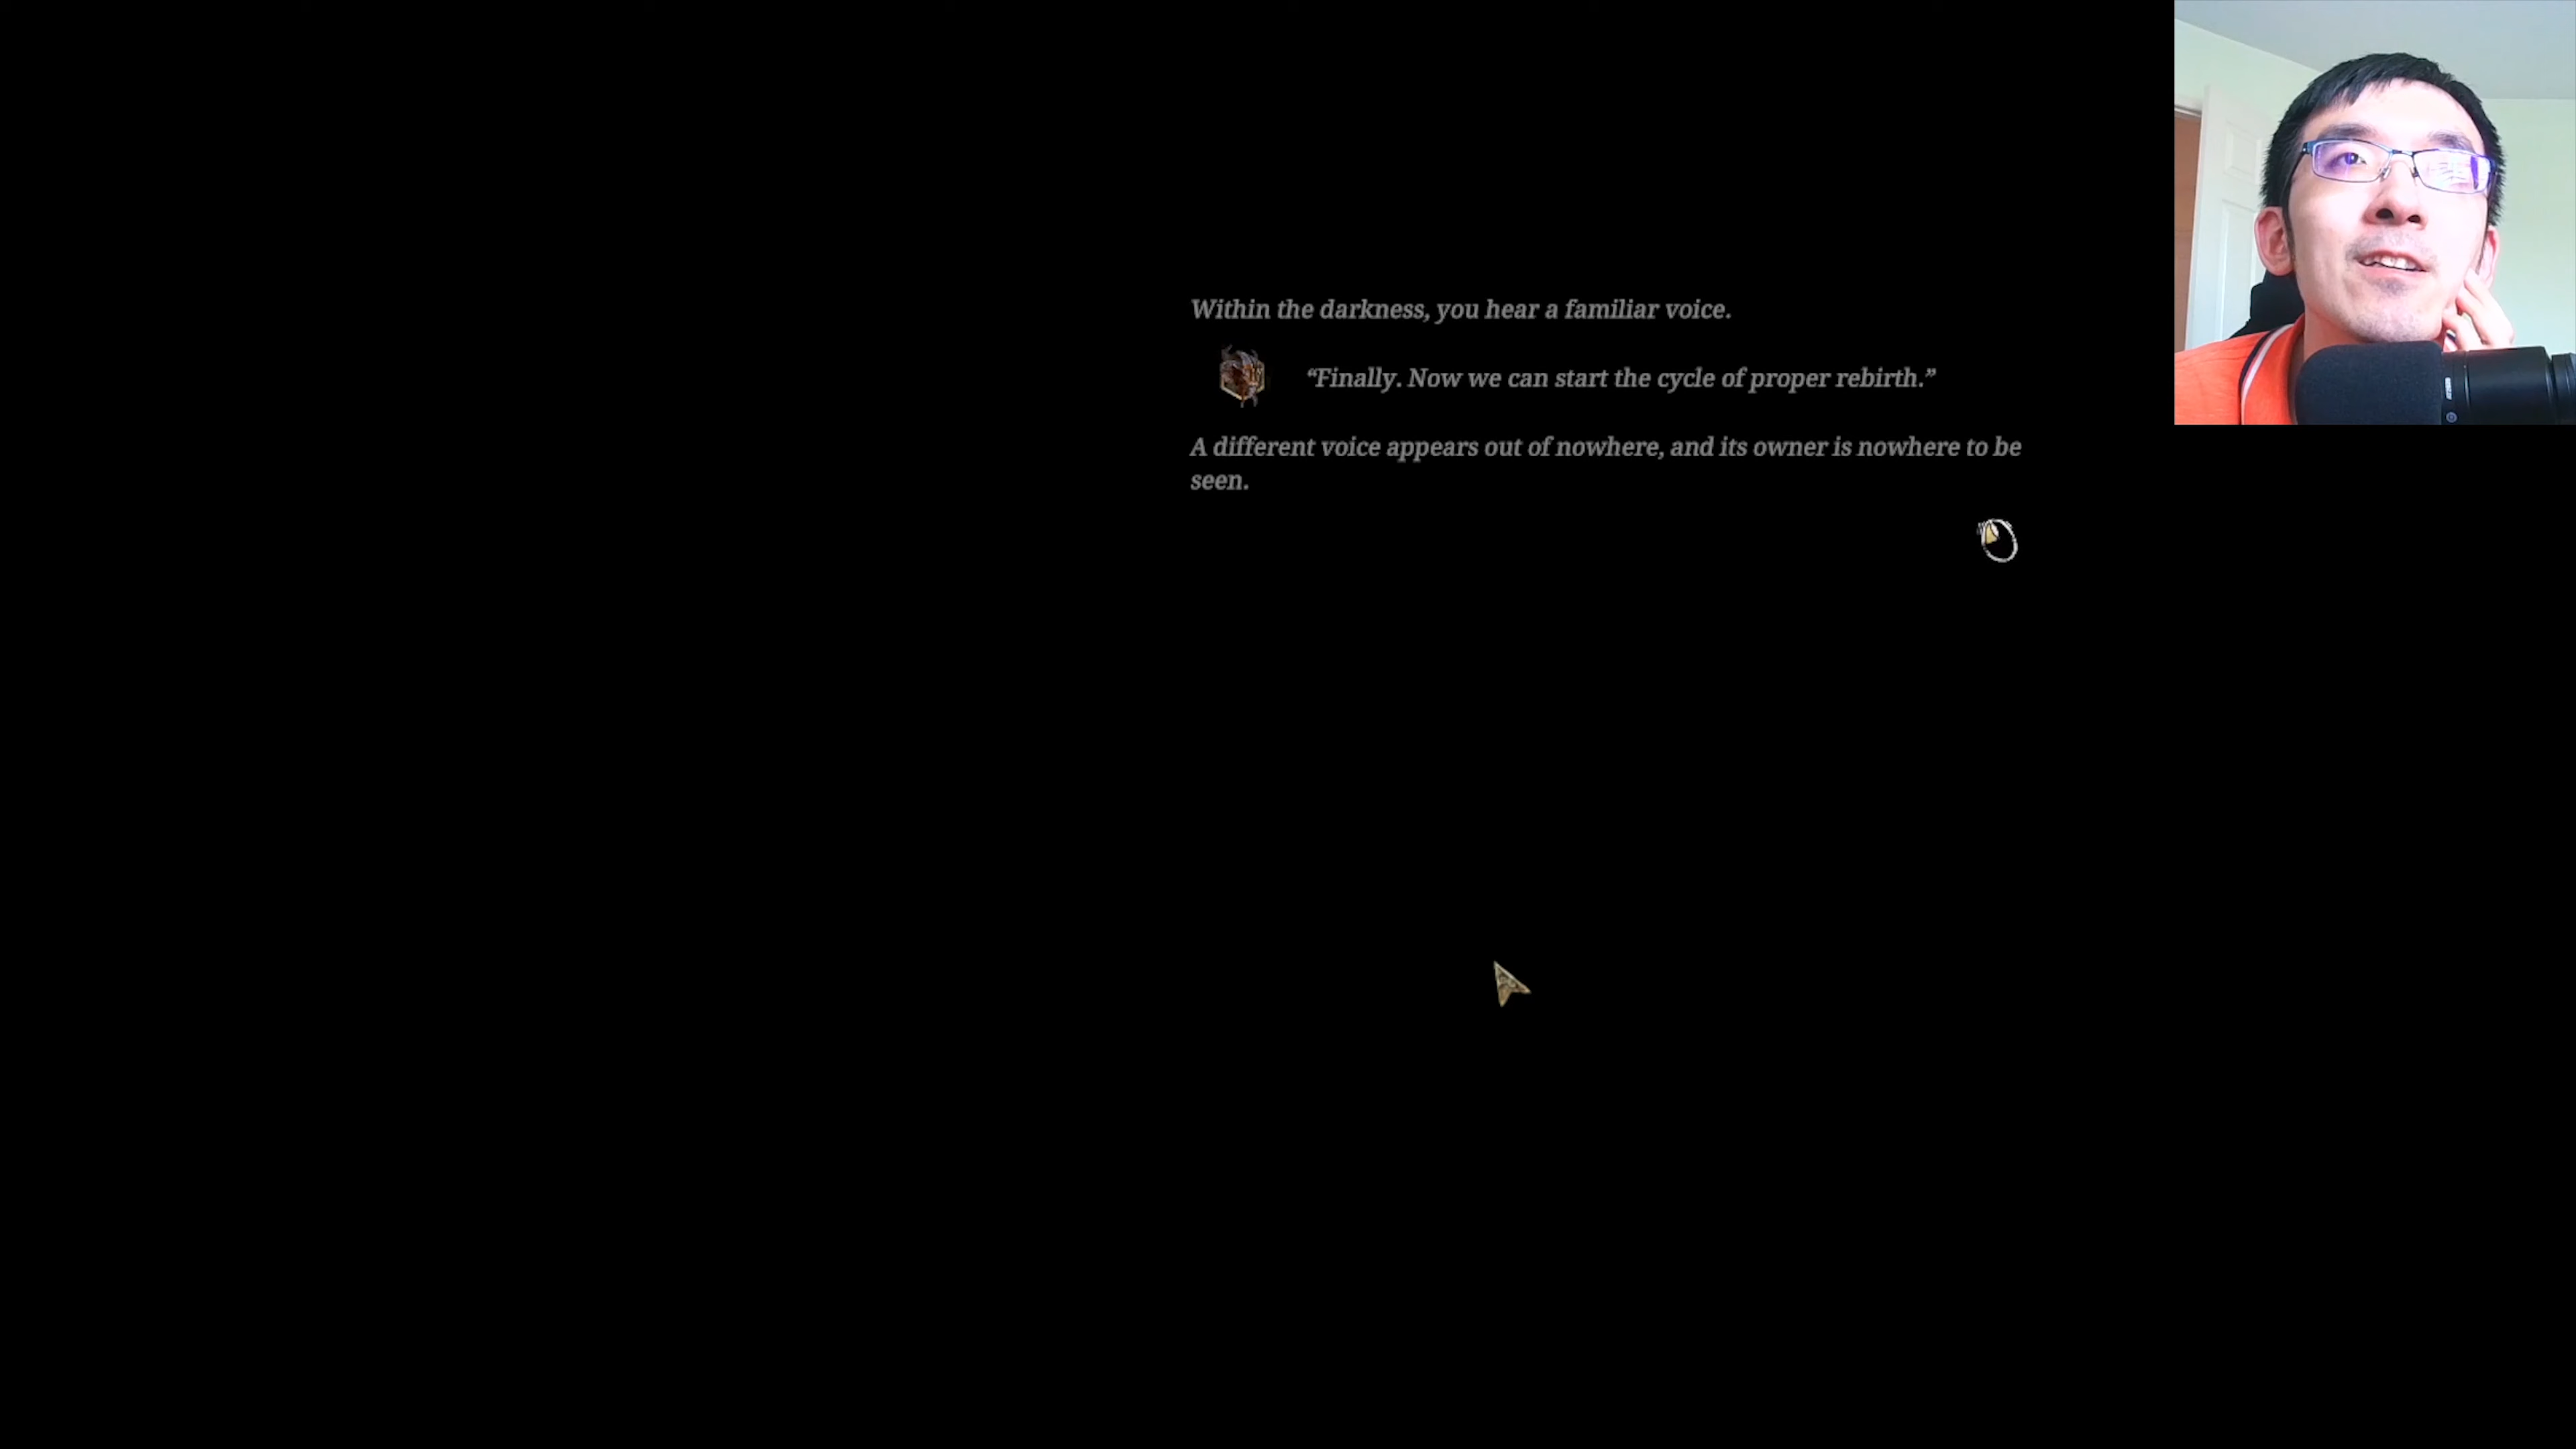 Within the darkness, you hear a familiar voice.
“Finally. Now we can start the cycle of proper rebirth.”
A different voice appears out of nowhere, and its owner is nowhere to be
seen.